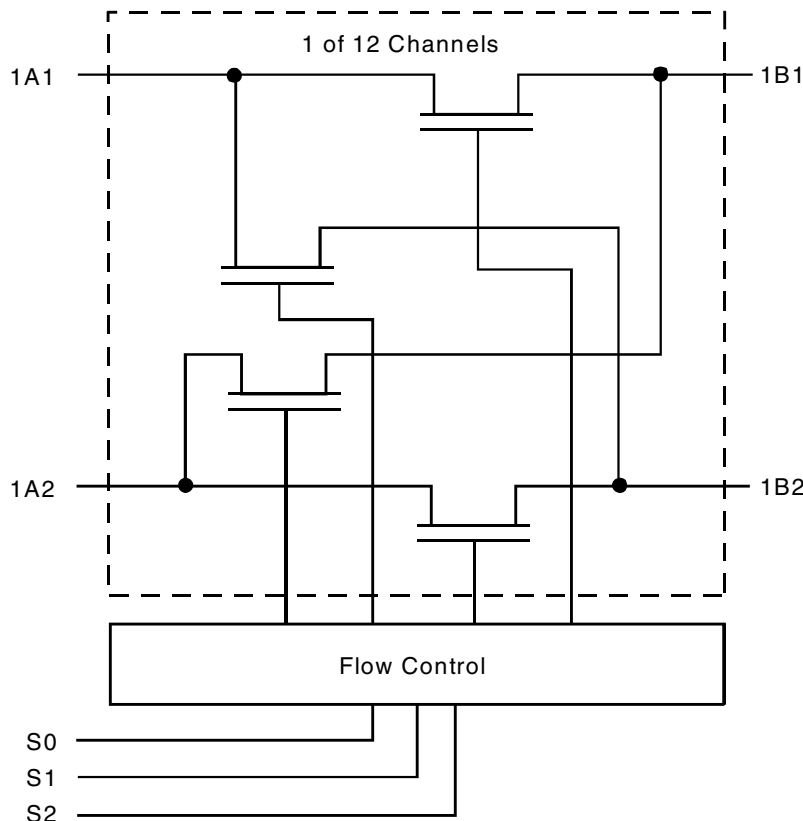 1 of 12 Channels
1A1
1B1
1A2
1B2
Flow Control
S0
S1
S2